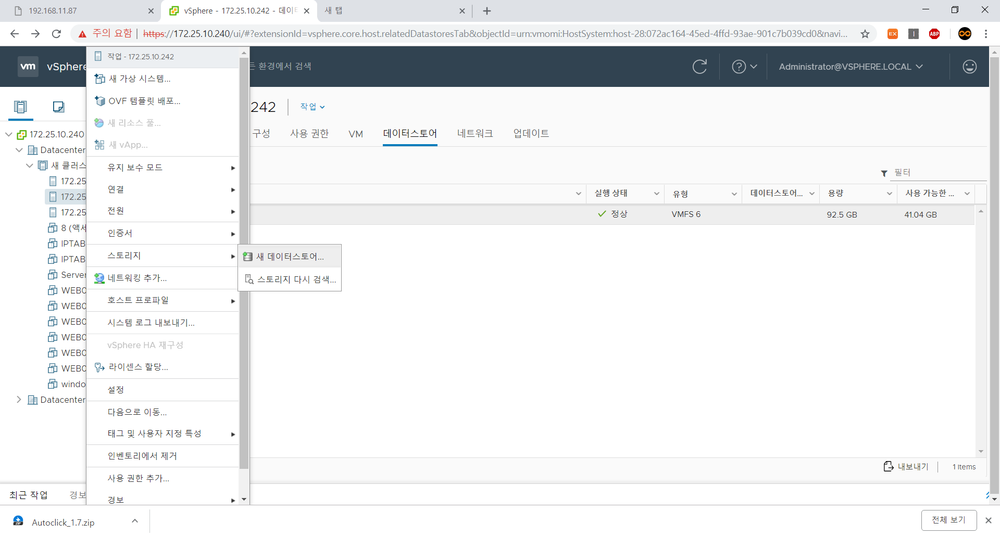 192.168.11.87
vSphere - 172.25.10.242 - 데이터
새 탭
주의 요함
https://172.25.10.240/ui/#?extensionId=vsphere.core.host.relatedDatastoresTab&objectId=urn:vmomi:HostSystem:host-28:072ac164-45ed-4ffd-93ae-901c7b039cd0&navi...
EX
ABP
vm
vSphere
든 환경에서 검색
Administrator@VSPHERE.LOCAL
작업 - 172.25.10.242
새 가상 시스템...
OVF 템플릿 배포...
새 리소스 풀...
새 vApp...
유지 보수 모드
연결
전원
인증서
스토리지
네트워킹 추가...
호스트 프로파일
시스템 로그 내보내기...
vSphere HA 재구성
라이센스 할당...
설정
다음으로 이동...
태그 및 사용자 지정 특성
인벤토리에서 제거
사용 권한 추가...
경보
새 데이터스토어...
스토리지 다시 검색...
172.25.10.240
Datacenter
새 클러스
172.25
172.25
172.25
8 (액세
IPTAB
IPTAB
Server
WEB0
WEB0
WEB0
WEB0
WEB0
WEB0
windo
Datacenter
242
작업
구성
사용 권한
VM
데이터스토어
네트워크
업데이트
필터
실행 상태
유형
데이터스토어...
용량
사용 가능한 ...
정상
VMFS 6
92.5 GB
41.04 GB
내보내기
1 items
최근 작업
경보
Autoclick_1.7.zip
전체 보기